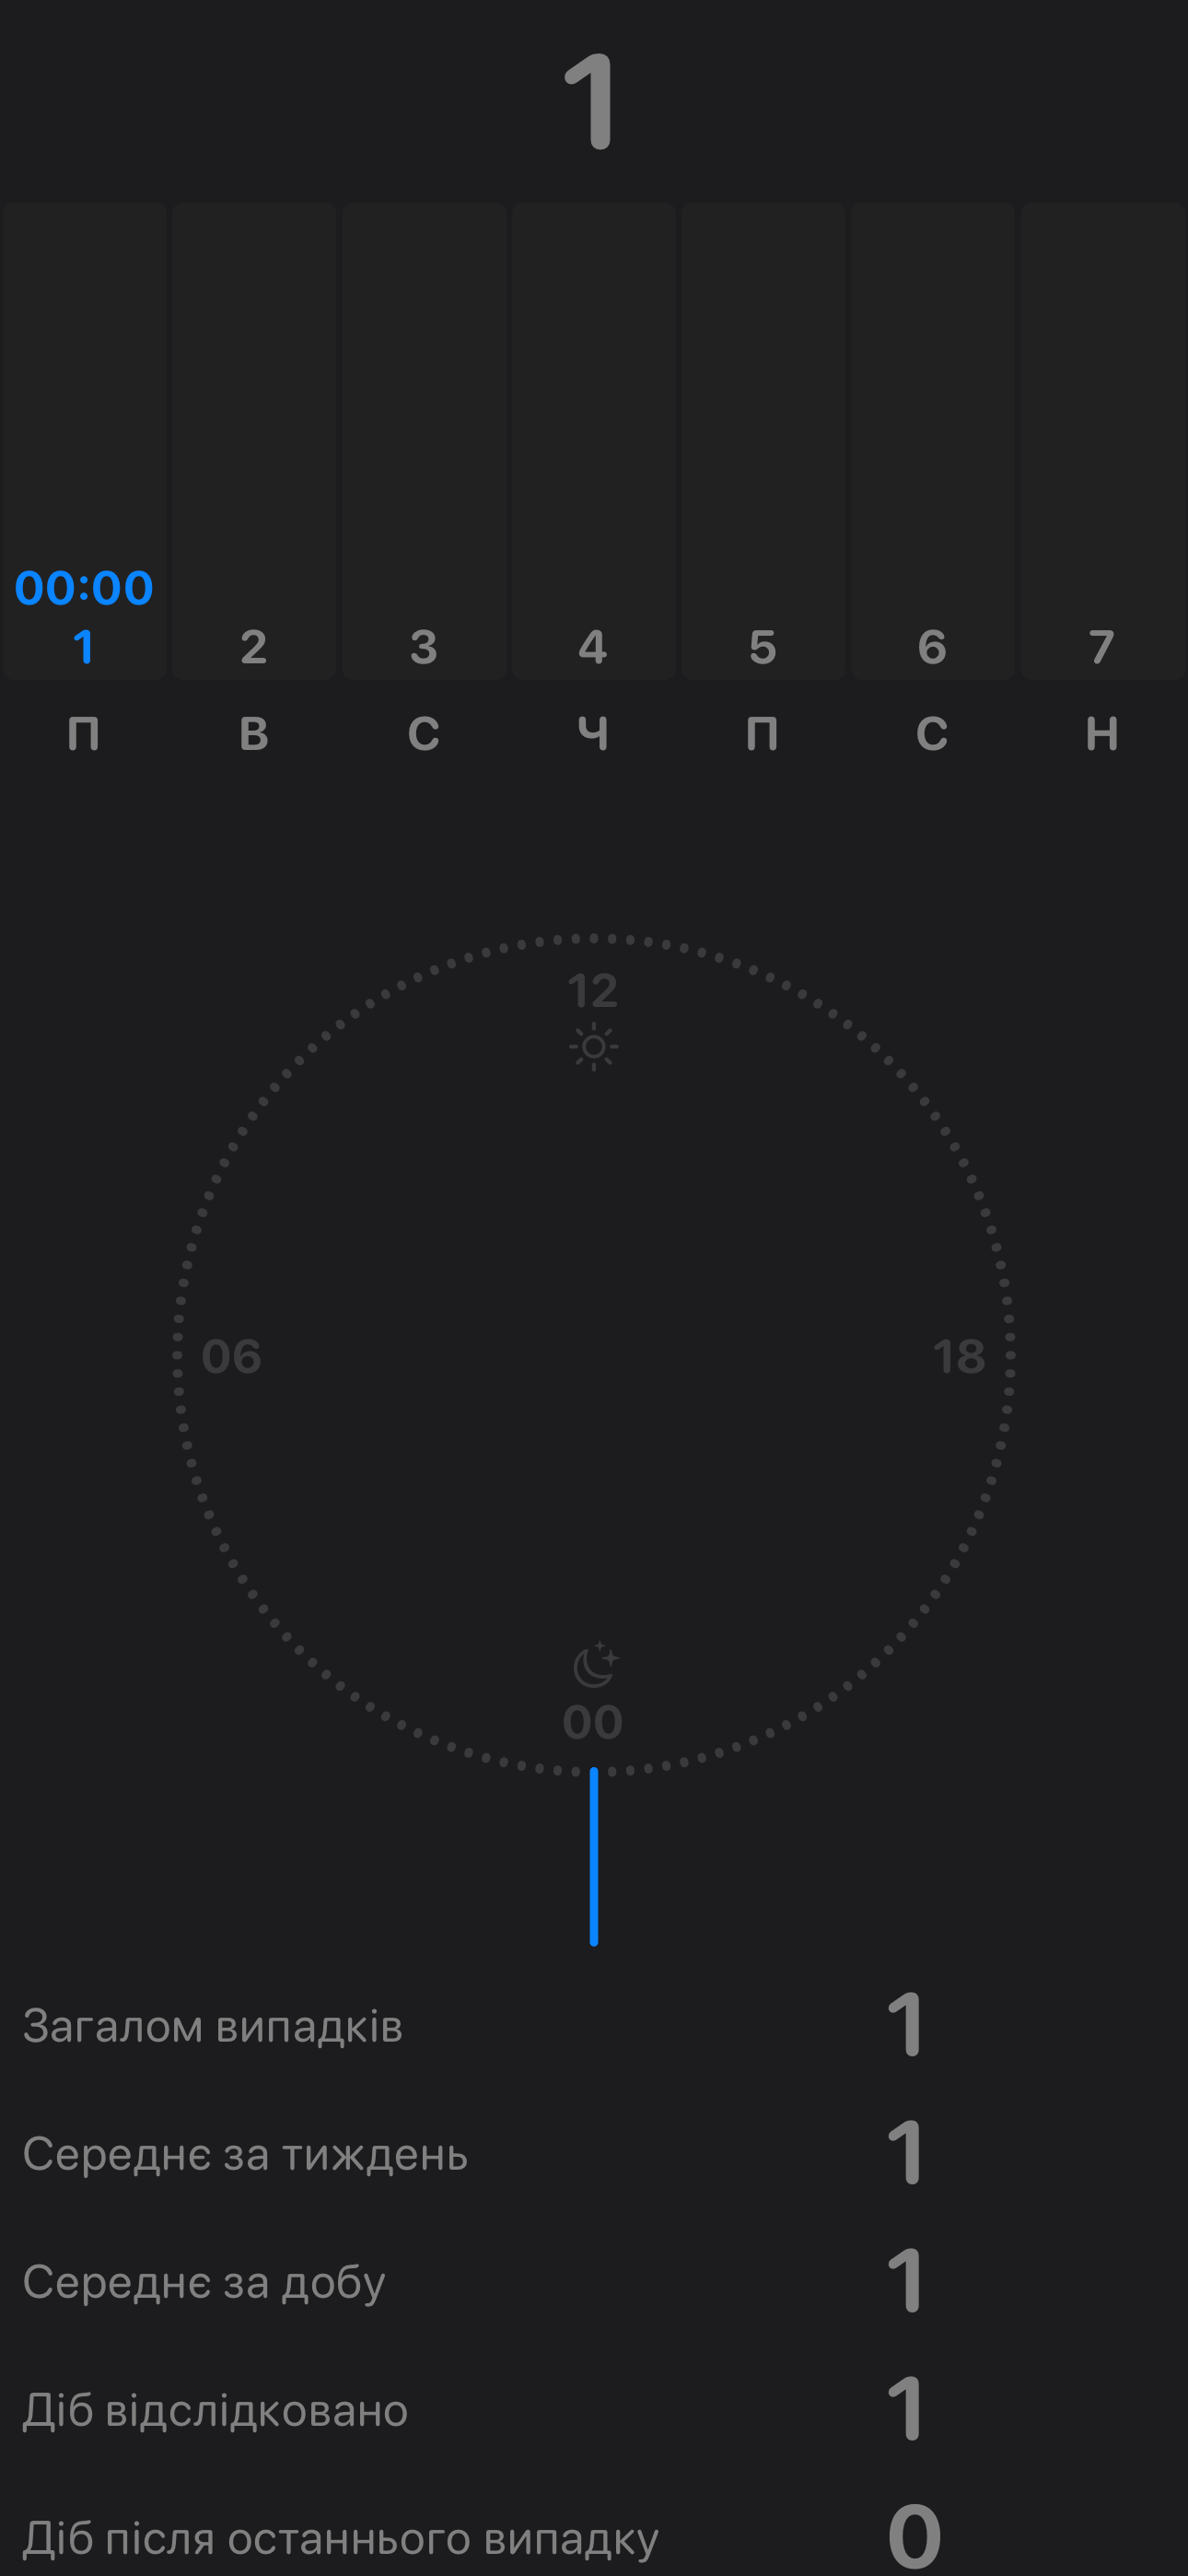 1
00:00
1 2 3 4 5 6 7
П В С Ч П С Н
12
06 18
00
Загалом випадків 1
Середнє за тиждень 1
Середнє за добу 1
Діб відслідковано 1
Діб після останнього випадку 0